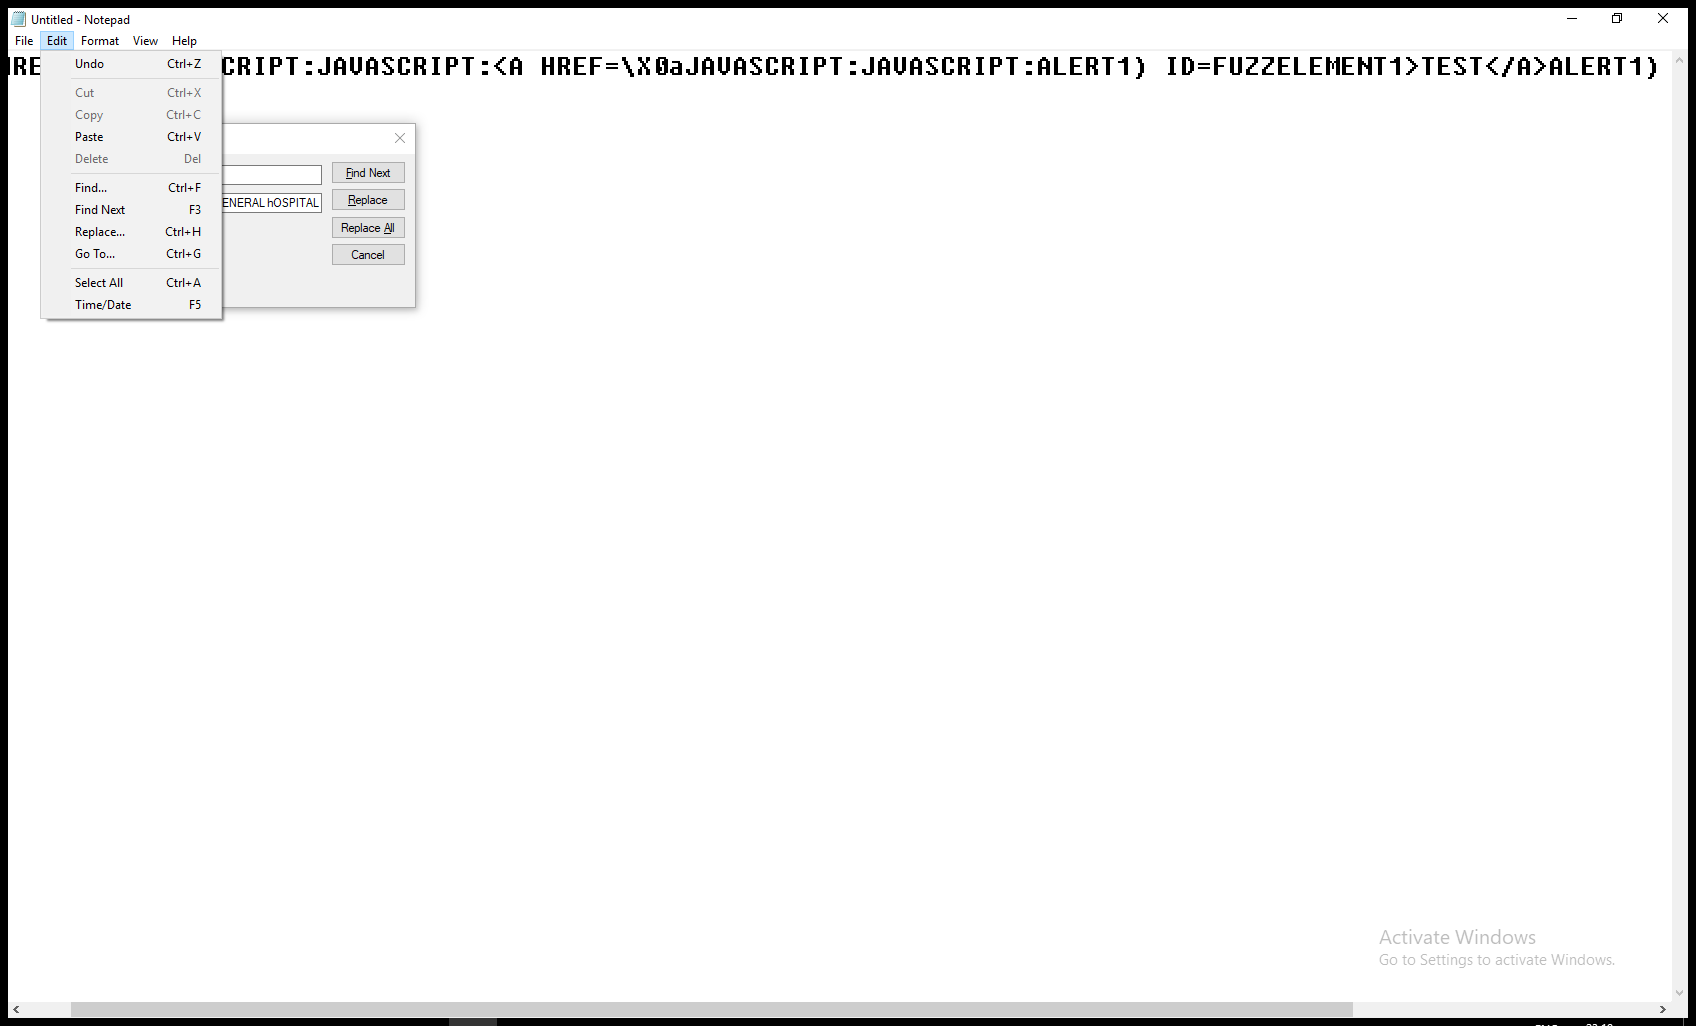 Untitled - Notepad
File Edit Format View Help
CRIPT:JAVASCRIPT:<A HREF=\X0aJAVASCRIPT:JAVASCRIPT:ALERT1) ID=FUZZELEMENT1>TEST</A>ALERT1)
Undo Ctrl+Z
Cut Ctrl+X
Copy Ctrl+C
Paste Ctrl+V
Delete Del
Find... Ctrl+F
Find Next F3
Replace... Ctrl+H
Go To... Ctrl+G
Select All Ctrl+A
Time/Date F5
Find Next
ENERAL hOSPITAL
Replace
Replace All
Cancel
Activate Windows
Go to Settings to activate Windows.